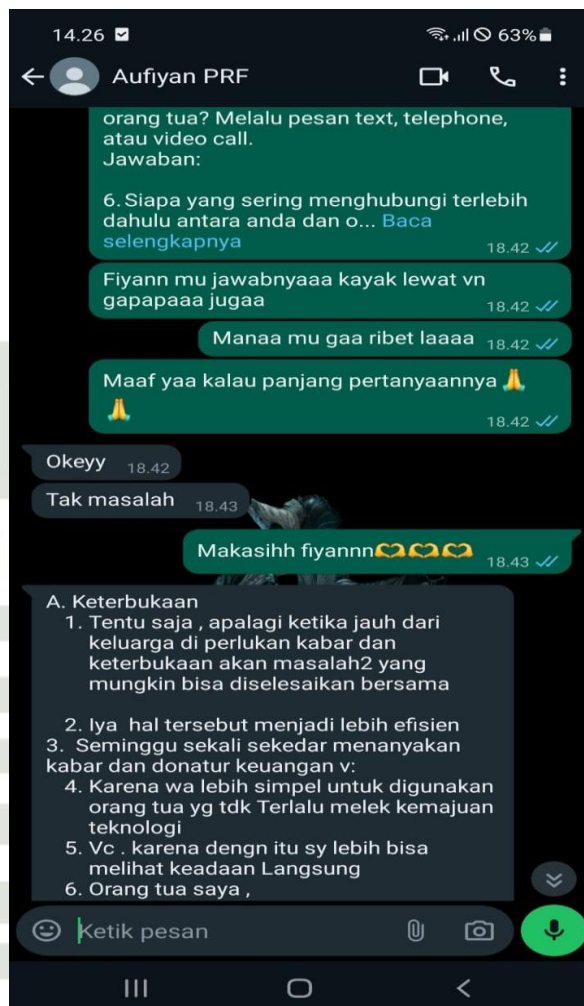 14.26
63%
Aufiyan PRF
orang tua? Melalu pesan text, telephone,
atau video call.
Jawaban:
6. Siapa yang sering menghubungi terlebih
dahulu antara anda dan o... Baca
selengkapnya
18.42
Fiyann mu jawabnyaaa kayak lewat vn
gapapaaa jugaa
18.42
Manaa mu gaa ribet laaaa 18.42
Maaf yaa kalau panjang pertanyaannya 🙏
🙏
18.42
Okeyy 18.42
Tak masalah 18.43
Makasihh fiyannn🫶🫶🫶 18.43
A. Keterbukaan
1. Tentu saja , apalagi ketika jauh dari
keluarga di perlukan kabar dan
keterbukaan akan masalah2 yang
mungkin bisa diselesaikan bersama
2. Iya hal tersebut menjadi lebih efisien
3. Seminggu sekali sekedar menanyakan
kabar dan donatur keuangan v:
4. Karena wa lebih simpel untuk digunakan
orang tua yg tdk Terlalu melek kemajuan
teknologi
5. Vc . karena dengn itu sy lebih bisa
melihat keadaan Langsung
6. Orang tua saya ,
Ketik pesan